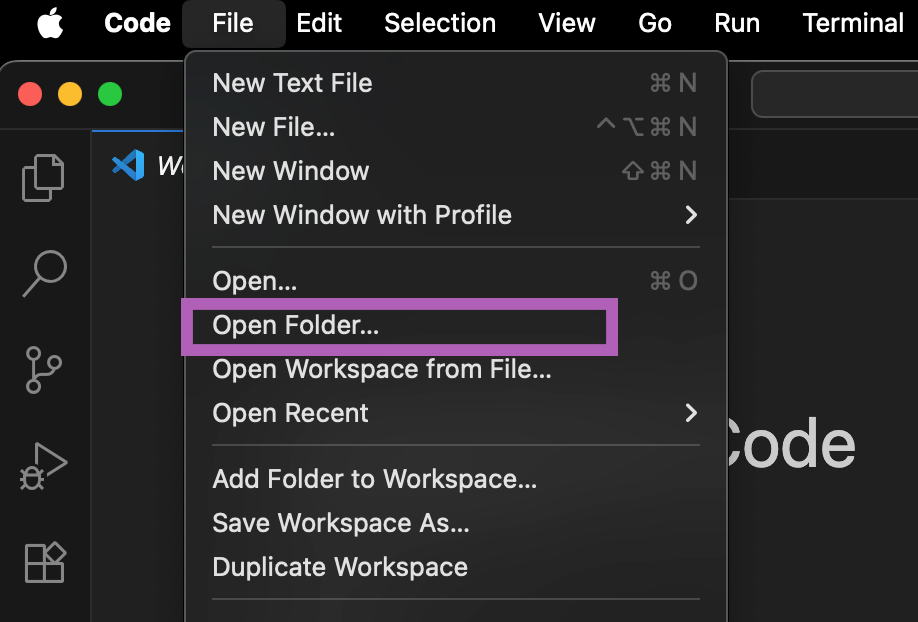 Code File Edit Selection View Go Run Terminal
New Text File ⌘ N
New File... ^ ⌥ ⌘ N
New Window ⇧ ⌘ N
New Window with Profile
Open... ⌘ O
Open Folder...
Open Workspace from File...
Open Recent
Code
Add Folder to Workspace...
Save Workspace As...
Duplicate Workspace